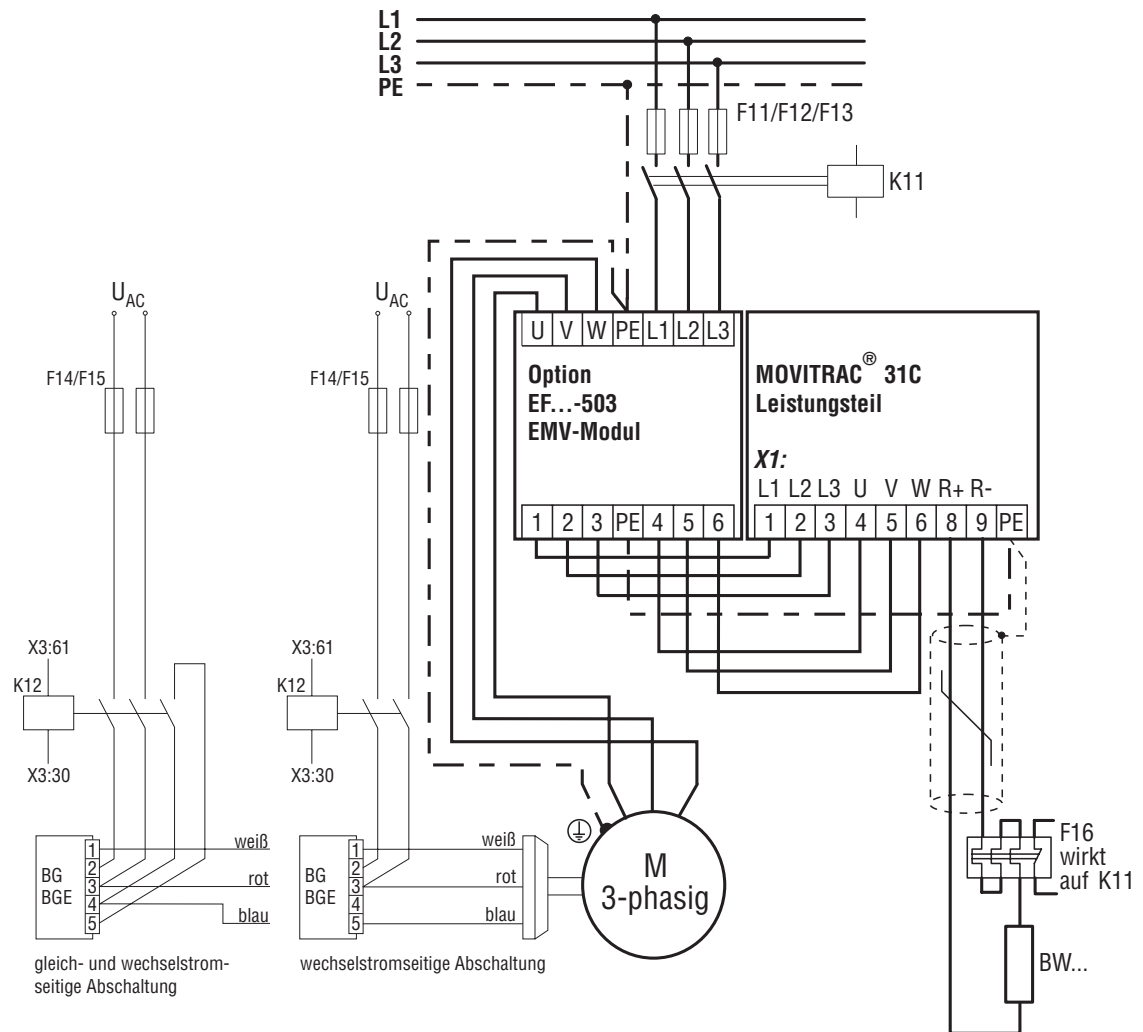 L1
L2
L3
PE
F11/F12/F13
K11
U_AC
U_AC
F14/F15
F14/F15
U V W PE L1 L2 L3
Option
EF...-503
EMV-Modul
1 2 3 PE 4 5 6
MOVITRAC® 31C
Leistungsteil
X1:
L1 L2 L3 U V W R+ R-
1 2 3 4 5 6 8 9 PE
X3:61
K12
X3:30
X3:61
K12
X3:30
BG
BGE
1
2
3
4
5
weiß
rot
blau
gleich- und wechselstrom-
seitige Abschaltung
BG
BGE
1
2
3
4
5
weiß
rot
blau
wechselstromseitige Abschaltung
M
3-phasig
F16
wirkt
auf K11
BW...